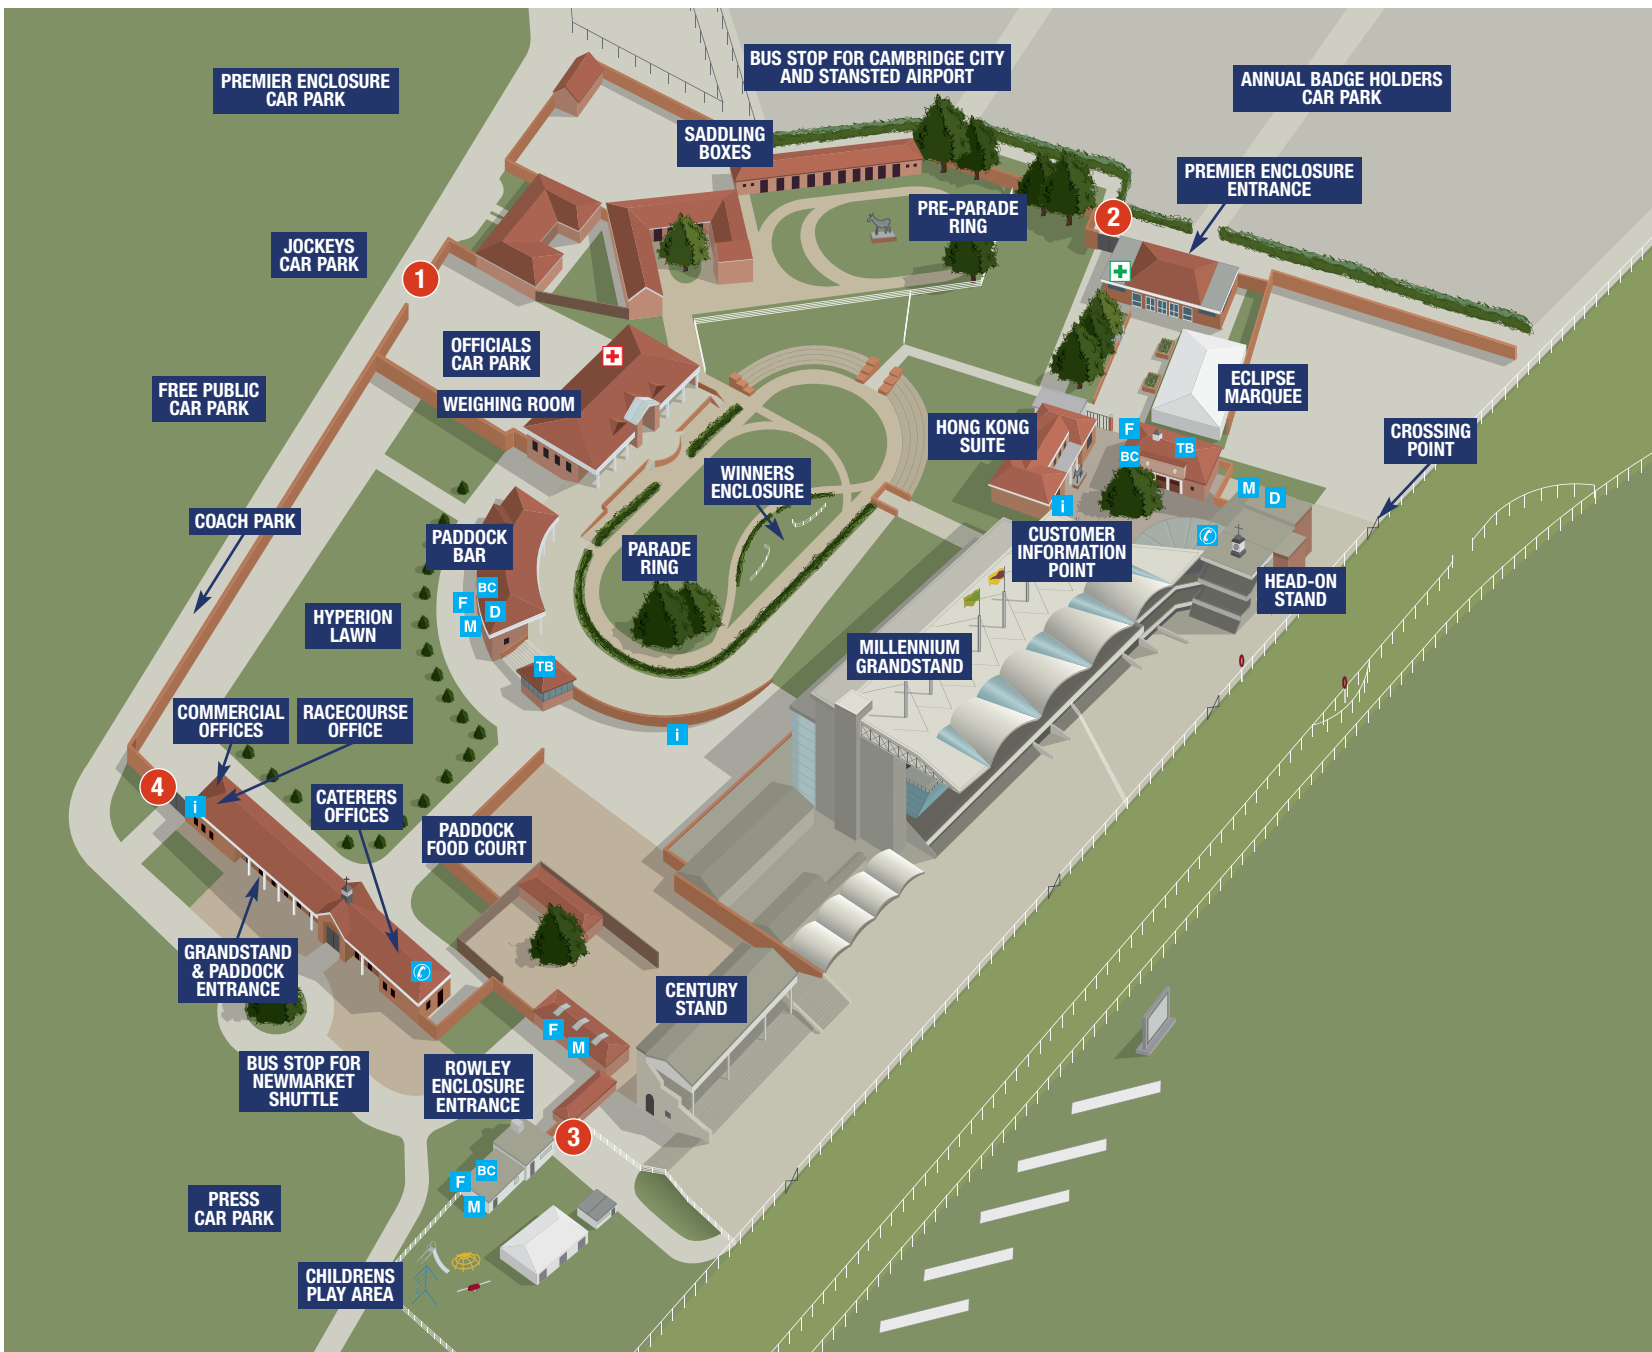 PREMIER ENCLOSURE
CAR PARK
BUS STOP FOR CAMBRIDGE CITY
AND STANSTED AIRPORT
ANNUAL BADGE HOLDERS
CAR PARK
SADDLING
BOXES
PREMIER ENCLOSURE
ENTRANCE
PRE-PARADE
RING
2
JOCKEYS
CAR PARK
1
OFFICIALS
CAR PARK
FREE PUBLIC
CAR PARK
WEIGHING ROOM
ECLIPSE
MARQUEE
HONG KONG
SUITE
F
BC
TB
CROSSING
POINT
WINNERS
ENCLOSURE
M
D
i
COACH PARK
PADDOCK
BAR
PARADE
RING
CUSTOMER
INFORMATION
POINT
HEAD-ON
STAND
BC
F
D
M
HYPERION
LAWN
MILLENNIUM
GRANDSTAND
TB
COMMERCIAL
OFFICES
RACECOURSE
OFFICE
i
4
i
CATERERS
OFFICES
PADDOCK
FOOD COURT
GRANDSTAND
& PADDOCK
ENTRANCE
CENTURY
STAND
F
M
BUS STOP FOR
NEWMARKET
SHUTTLE
ROWLEY
ENCLOSURE
ENTRANCE
3
BC
F
M
PRESS
CAR PARK
CHILDRENS
PLAY AREA